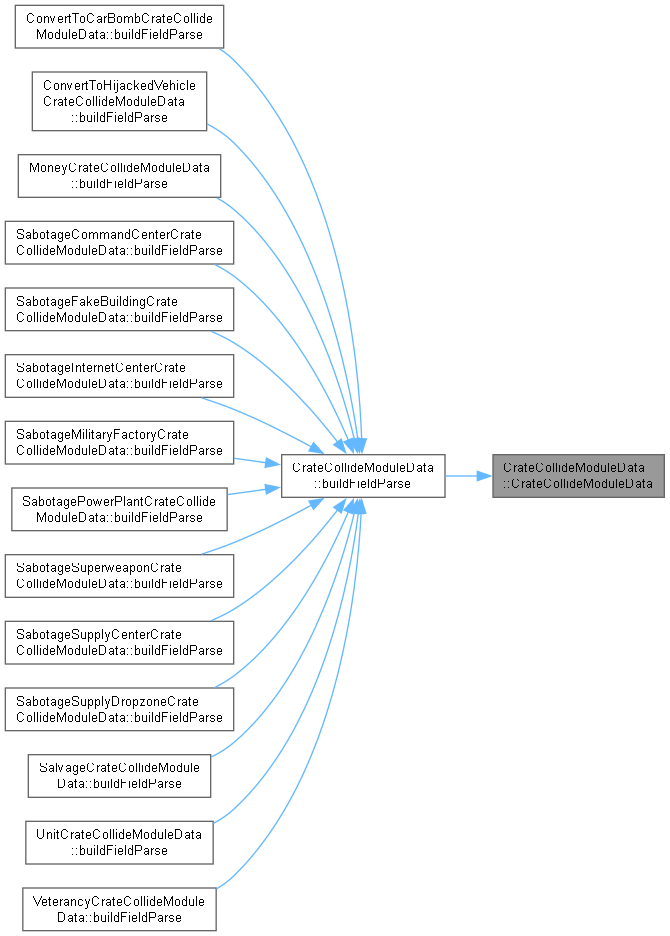 ConvertToCarBombCrateCollide
ModuleData::buildFieldParse
ConvertToHijackedVehicle
CrateCollideModuleData
::buildFieldParse
MoneyCrateCollideModuleData
::buildFieldParse
SabotageCommandCenterCrate
CollideModuleData::buildFieldParse
SabotageFakeBuildingCrate
CollideModuleData::buildFieldParse
SabotageInternetCenterCrate
CollideModuleData::buildFieldParse
SabotageMilitaryFactoryCrate
CollideModuleData::buildFieldParse
SabotagePowerPlantCrateCollide
ModuleData::buildFieldParse
SabotageSuperweaponCrate
CollideModuleData::buildFieldParse
SabotageSupplyCenterCrate
CollideModuleData::buildFieldParse
SabotageSupplyDropzoneCrate
CollideModuleData::buildFieldParse
SalvageCrateCollideModule
Data::buildFieldParse
UnitCrateCollideModuleData
::buildFieldParse
VeterancyCrateCollideModule
Data::buildFieldParse
CrateCollideModuleData
::buildFieldParse
CrateCollideModuleData
::CrateCollideModuleData